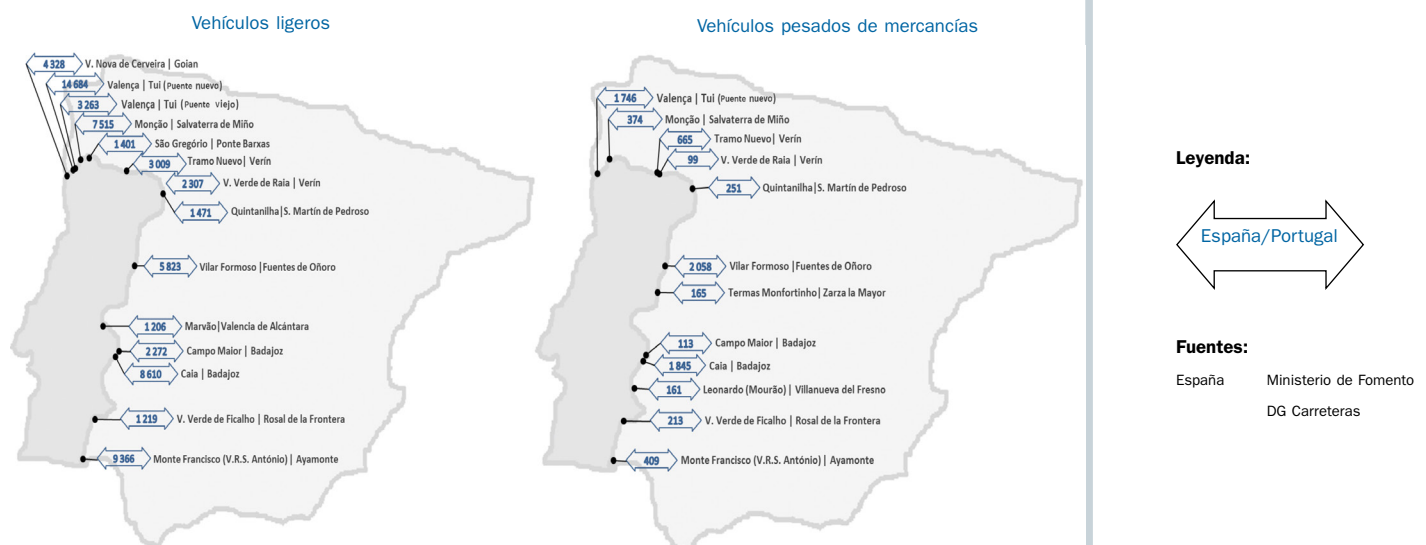 Vehículos ligeros
4 328 V. Nova de Cerveira | Goian
14 684 Valença | Tui (Puente nuevo)
3 263 Valença | Tui (Puente viejo)
7 515 Monção | Salvaterra de Miño
1 401 São Gregório | Ponte Barxas
3 009 Tramo Nuevo| Verín
2 307 V. Verde de Raia | Verín
1 471 Quintanilha|S. Martín de Pedroso
5 823 Vilar Formoso |Fuentes de Oñoro
1 206 Marvão|Valencia de Alcántara
2 272 Campo Maior | Badajoz
8 610 Caia | Badajoz
1 219 V. Verde de Ficalho | Rosal de la Frontera
9 366 Monte Francisco (V.R.S. António) | Ayamonte
Vehículos pesados de mercancías
1 746 Valença | Tui (Puente nuevo)
374 Monção | Salvaterra de Miño
665 Tramo Nuevo| Verín
99 V. Verde de Raia | Verín
251 Quintanilha|S. Martín de Pedroso
2 058 Vilar Formoso |Fuentes de Oñoro
165 Termas Monfortinho| Zarza la Mayor
113 Campo Maior | Badajoz
1 845 Caia | Badajoz
161 Leonardo (Mourão) | Villanueva del Fresno
213 V. Verde de Ficalho | Rosal de la Frontera
409 Monte Francisco (V.R.S. António) | Ayamonte
Leyenda:
España/Portugal
Fuentes:
España Ministerio de Fomento
DG Carreteras